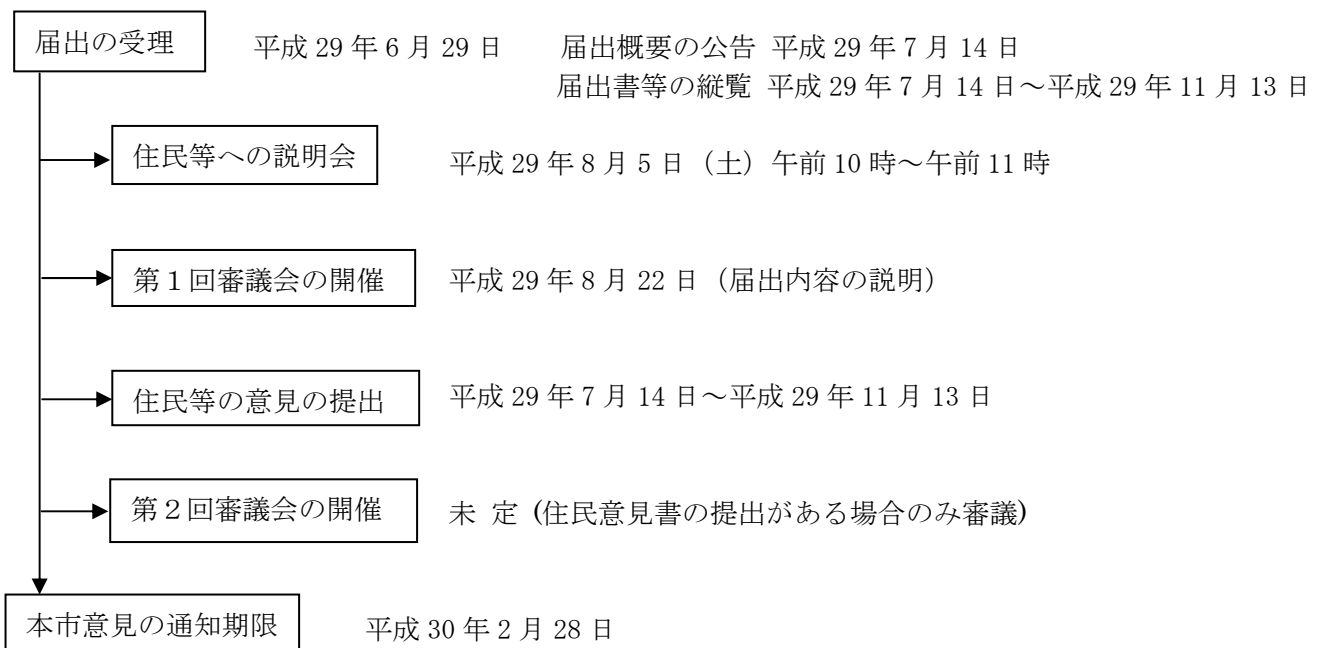 届出の受理 平成 29 年 6 月 29 日 届出概要の公告 平成 29 年 7 月 14 日
届出書等の縦覧 平成 29 年 7 月 14 日～平成 29 年 11 月 13 日
住民等への説明会 平成 29 年 8 月 5 日（土）午前 10 時～午前 11 時
第１回審議会の開催 平成 29 年 8 月 22 日（届出内容の説明）
住民等の意見の提出 平成 29 年 7 月 14 日～平成 29 年 11 月 13 日
第２回審議会の開催 未 定 (住民意見書の提出がある場合のみ審議)
本市意見の通知期限 平成 30 年 2 月 28 日